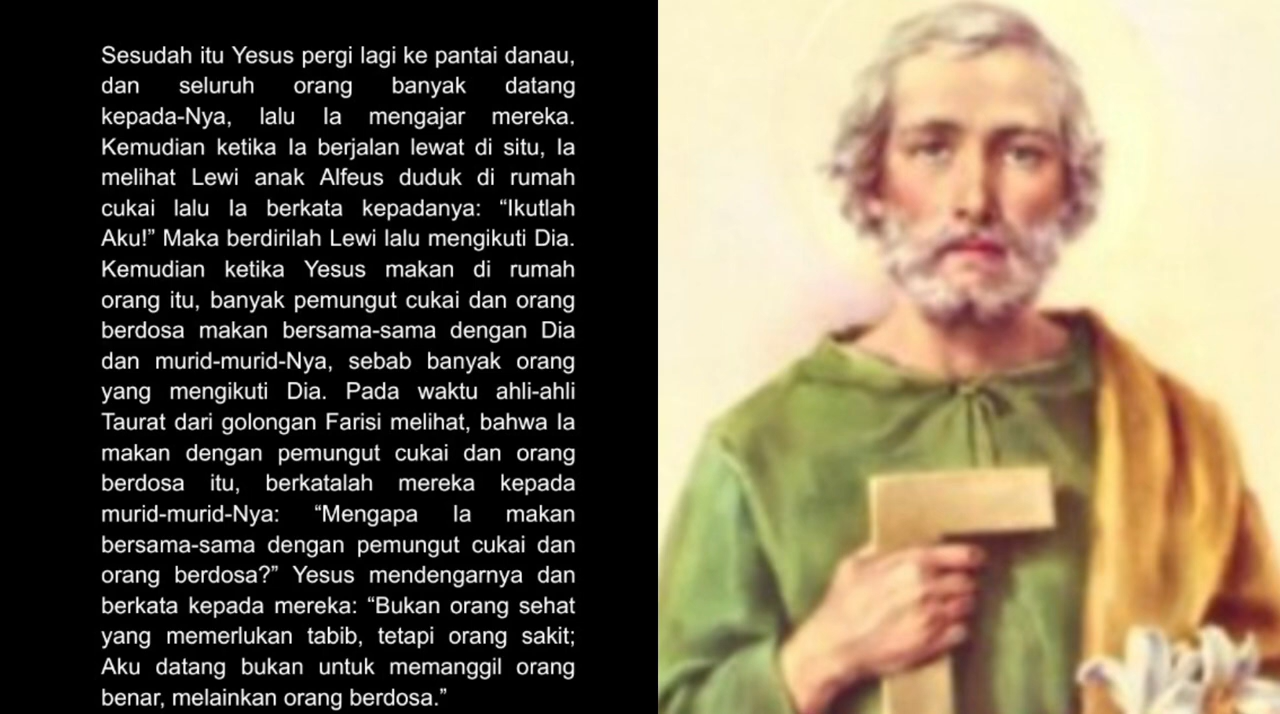 Sesudah itu Yesus pergi lagi ke pantai danau,
dan seluruh orang banyak datang
kepada-Nya, lalu Ia mengajar mereka.
Kemudian ketika Ia berjalan lewat di situ, Ia
melihat Lewi anak Alfeus duduk di rumah
cukai lalu Ia berkata kepadanya: “Ikutlah
Aku!” Maka berdirilah Lewi lalu mengikuti Dia.
Kemudian ketika Yesus makan di rumah
orang itu, banyak pemungut cukai dan orang
berdosa makan bersama-sama dengan Dia
dan murid-murid-Nya, sebab banyak orang
yang mengikuti Dia. Pada waktu ahli-ahli
Taurat dari golongan Farisi melihat, bahwa Ia
makan dengan pemungut cukai dan orang
berdosa itu, berkatalah mereka kepada
murid-murid-Nya: “Mengapa Ia makan
bersama-sama dengan pemungut cukai dan
orang berdosa?” Yesus mendengarnya dan
berkata kepada mereka: “Bukan orang sehat
yang memerlukan tabib, tetapi orang sakit;
Aku datang bukan untuk memanggil orang
benar, melainkan orang berdosa.”